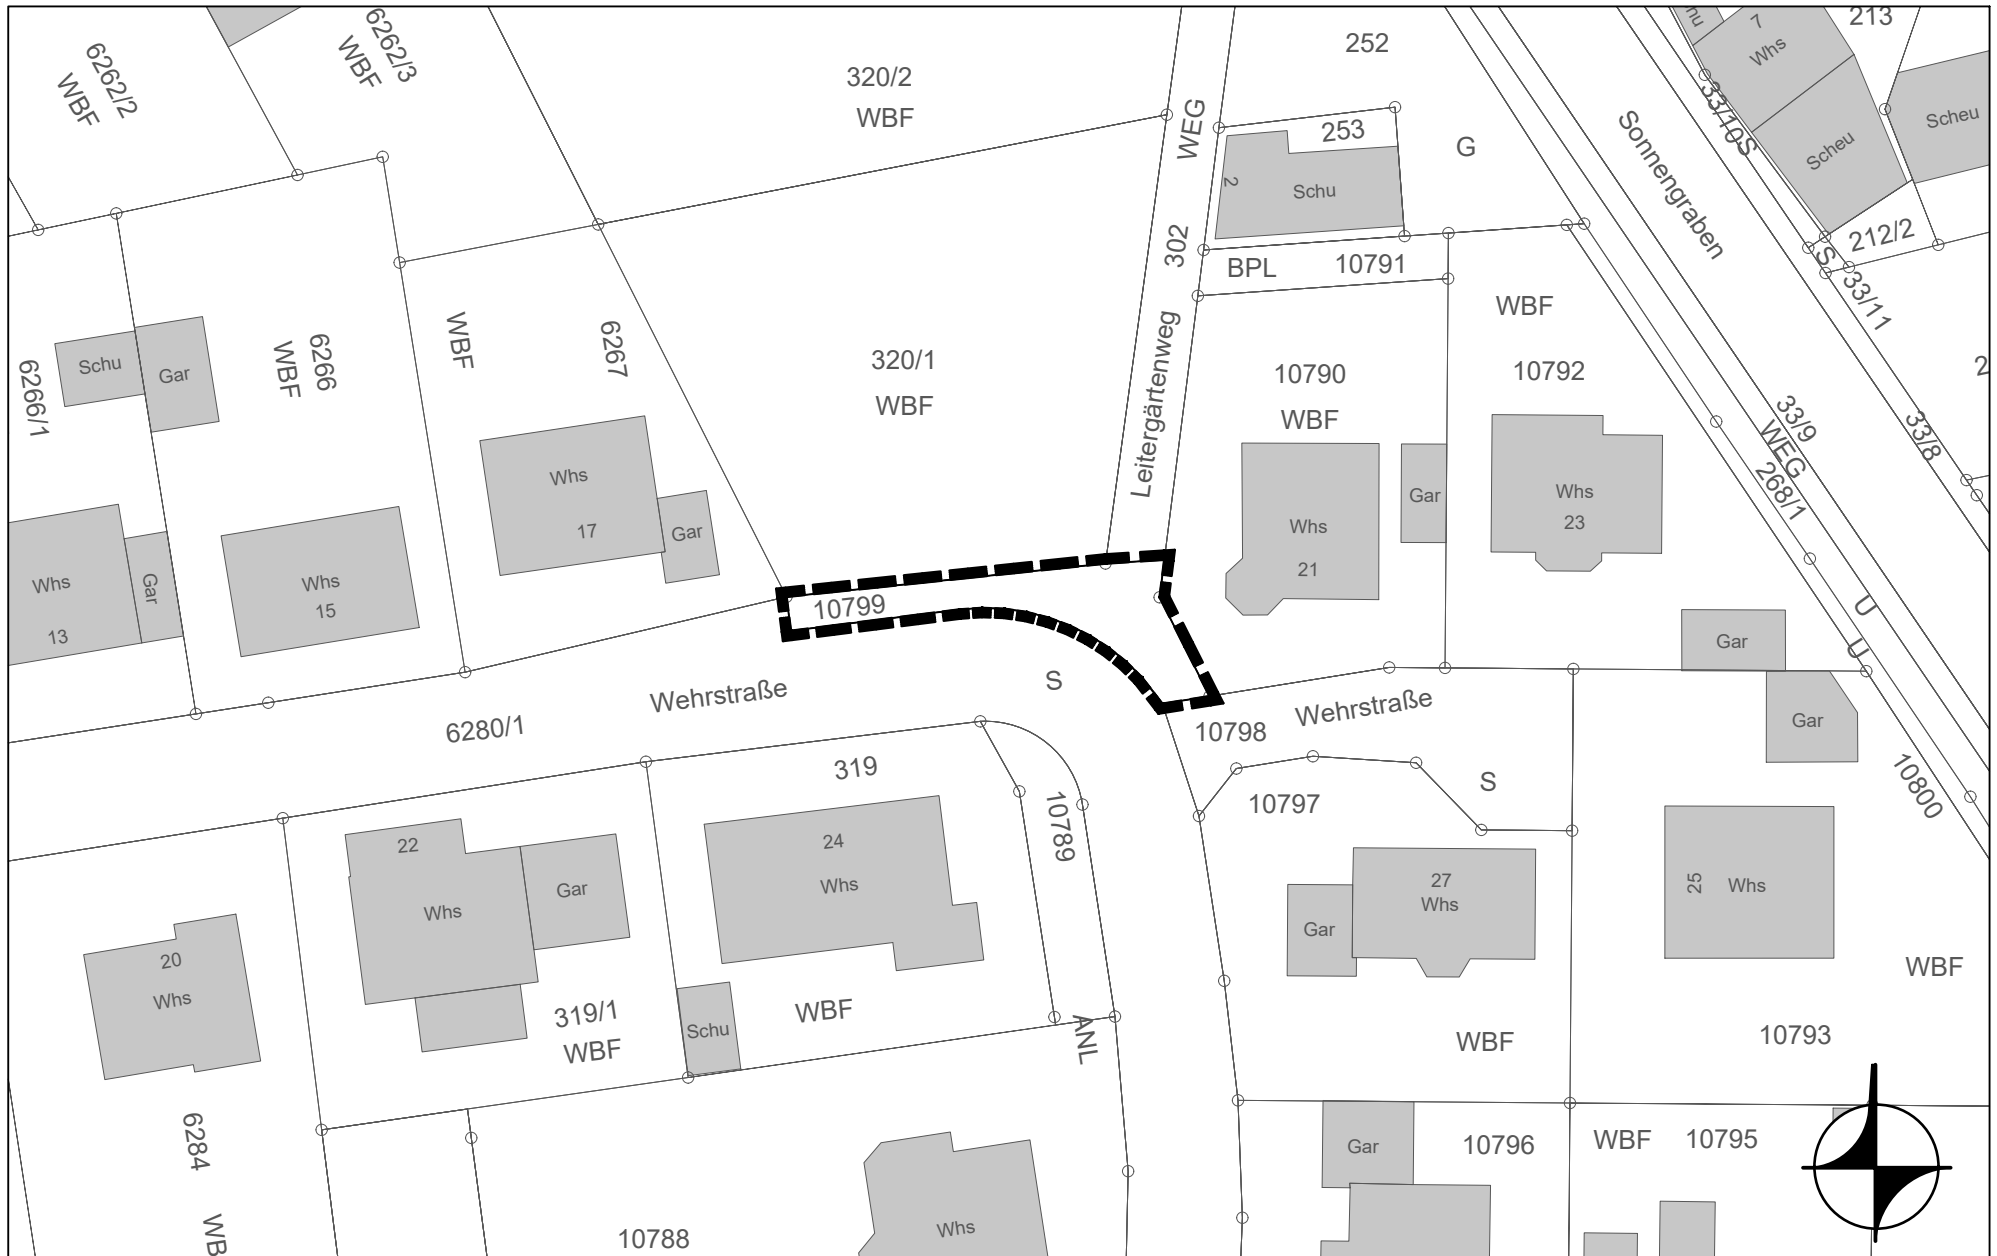 6262/2
WBF
6262/3
WBF
320/2
WBF
WEG
252
253
2
Schu
G
Sonnengraben
7
Whs
213
Scheu
Scheu
33/10
S
212/2
S
33/11
302
BPL
10791
WBF
6266/1
Schu
Gar
6266
WBF
WBF
6267
320/1
WBF
Leitergärtenweg
10790
WBF
10792
33/9
WEG
268/1
33/8
Whs
13
Gar
Whs
15
Whs
17
Gar
Whs
21
Gar
Whs
23
10799
Gar
U
U
Wehrstraße
S
6280/1
10798
Wehrstraße
S
Gar
10800
319
10789
10797
22
Whs
Gar
24
Whs
27
Whs
Gar
25
Whs
20
Whs
319/1
WBF
Schu
WBF
ANL
WBF
WBF
10793
6284
10788
Whs
Gar
10796
WBF
10795